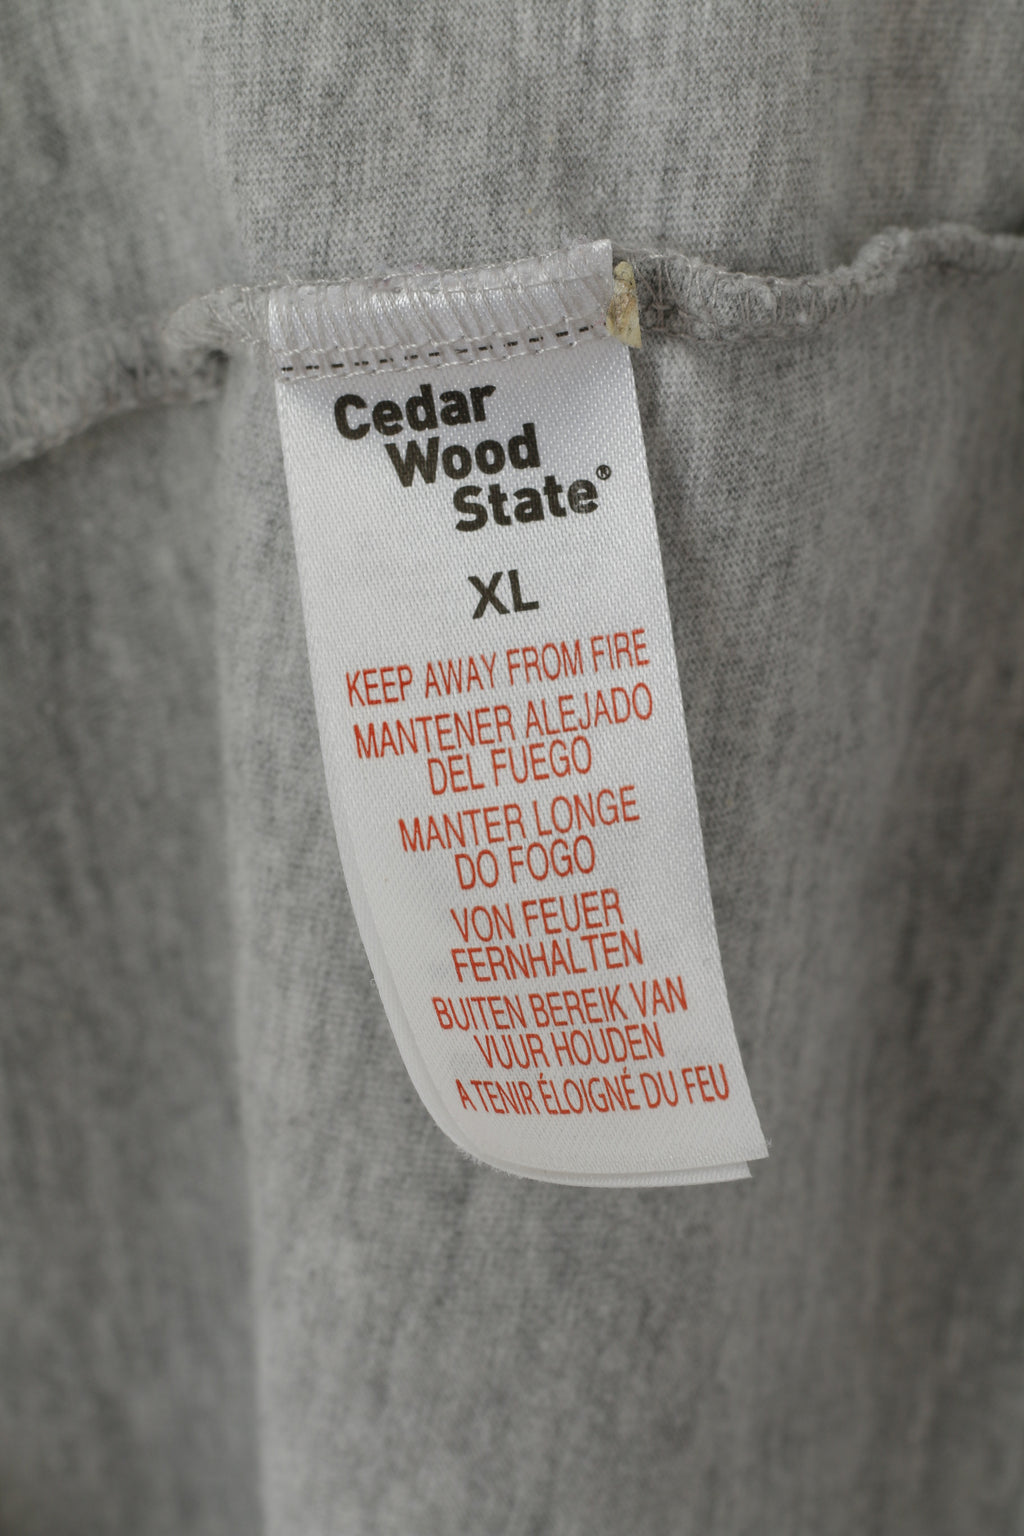 Cedar
Wood
State®
XL
KEEP AWAY FROM FIRE
MANTENER ALEJADO
DEL FUEGO
MANTER LONGE
DO FOGO
VON FEUER
FERNHALTEN
BUITEN BEREIK VAN
VUUR HOUDEN
A TENIR ÉLOIGNÉ DU FEU